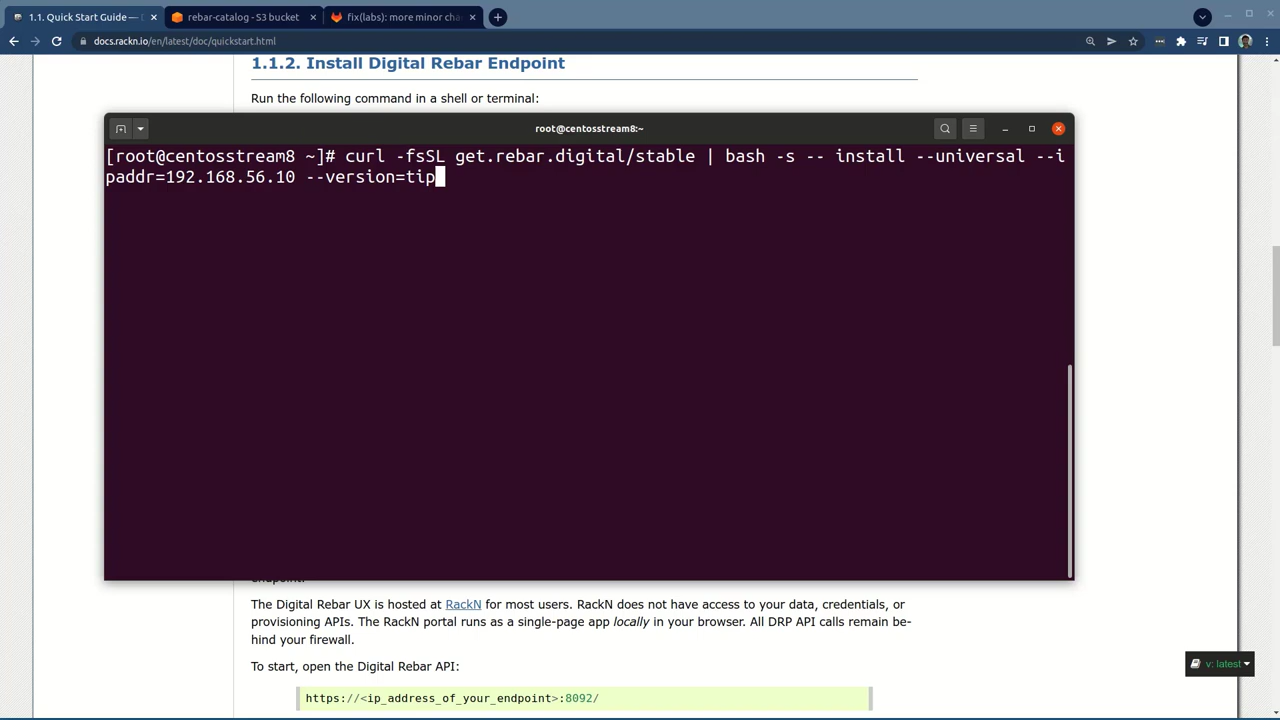 1.1. Quick Start Guide —
rebar-catalog - S3 bucket
fix(labs): more minor cha
docs.rackn.io/en/latest/doc/quickstart.html
1.1.2. Install Digital Rebar Endpoint
Run the following command in a shell or terminal:
root@centosstream8:~
[root@centosstream8 ~]# curl -fsSL get.rebar.digital/stable | bash -s -- install --universal --i
paddr=192.168.56.10 --version=tip
endpoint.
The Digital Rebar UX is hosted at RackN for most users. RackN does not have access to your data, credentials, or
provisioning APIs. The RackN portal runs as a single-page app locally in your browser. All DRP API calls remain be-
hind your firewall.
v: latest
To start, open the Digital Rebar API:
https://<ip_address_of_your_endpoint>:8092/